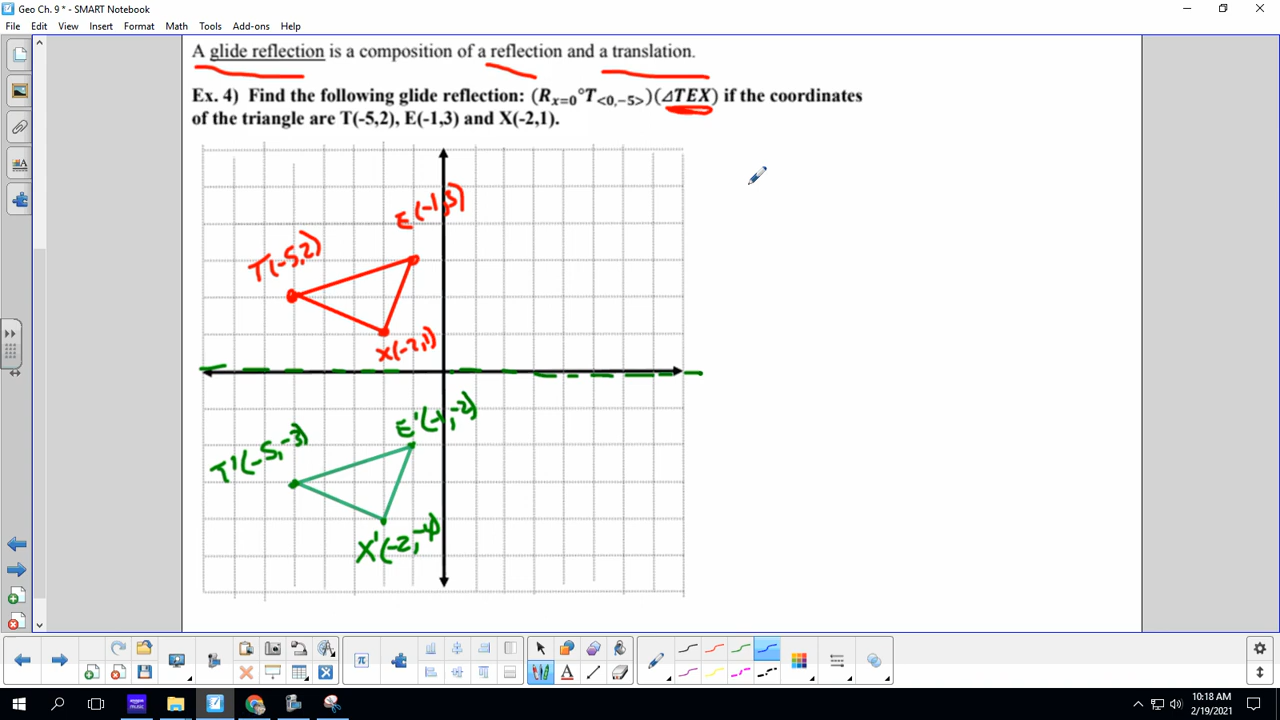 Geo Ch. 9 * - SMART Notebook
File Edit View Insert Format Math Tools Add-ons Help
A glide reflection is a composition of a reflection and a translation.
Ex. 4) Find the following glide reflection: (Rx=0°T<0,−5>)(ΔTEX) if the coordinates
of the triangle are T(-5,2), E(-1,3) and X(-2,1).
E(-1,3)
T(-5,2)
X(-2,1)
E'(-1,-2)
T'(-5,-3)
X'(-2,-4)
π
A
10:18 AM
2/19/2021